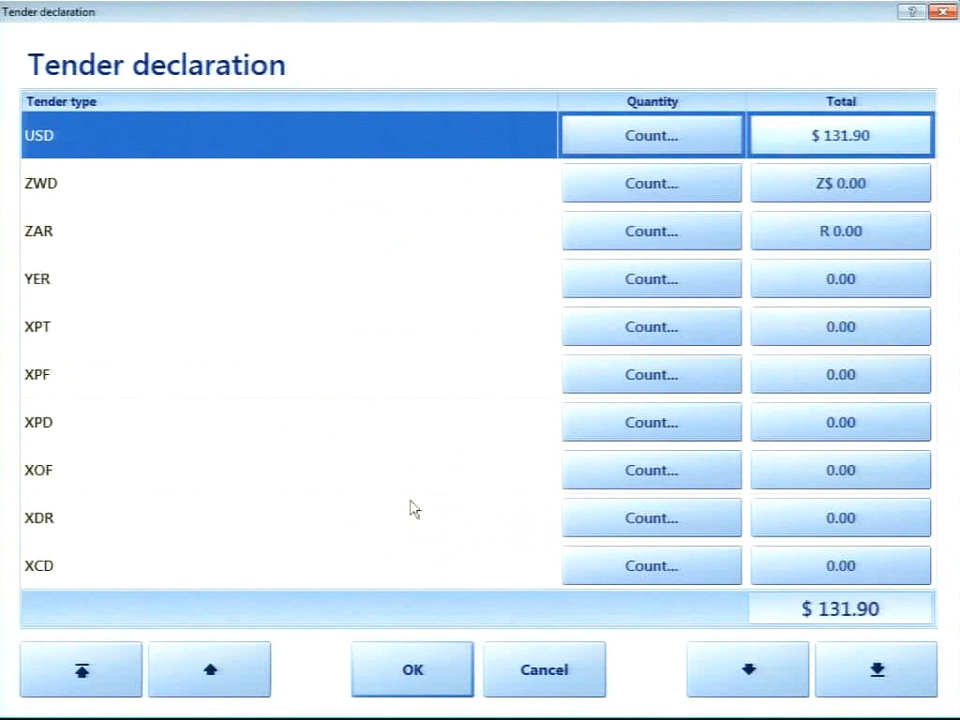 Tender declaration
Tender declaration
Tender type Quantity Total
USD Count... $ 131.90
ZWD Count... Z$ 0.00
ZAR Count... R 0.00
YER Count... 0.00
XPT Count... 0.00
XPF Count... 0.00
XPD Count... 0.00
XOF Count... 0.00
XDR Count... 0.00
XCD Count... 0.00
$ 131.90
OK Cancel